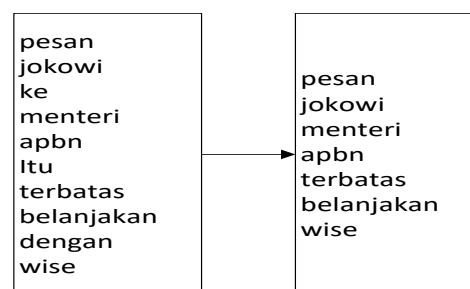 pesan
jokowi
ke
menteri
apbn
Itu
terbatas
belanjakan
dengan
wise
pesan
jokowi
menteri
apbn
terbatas
belanjakan
wise